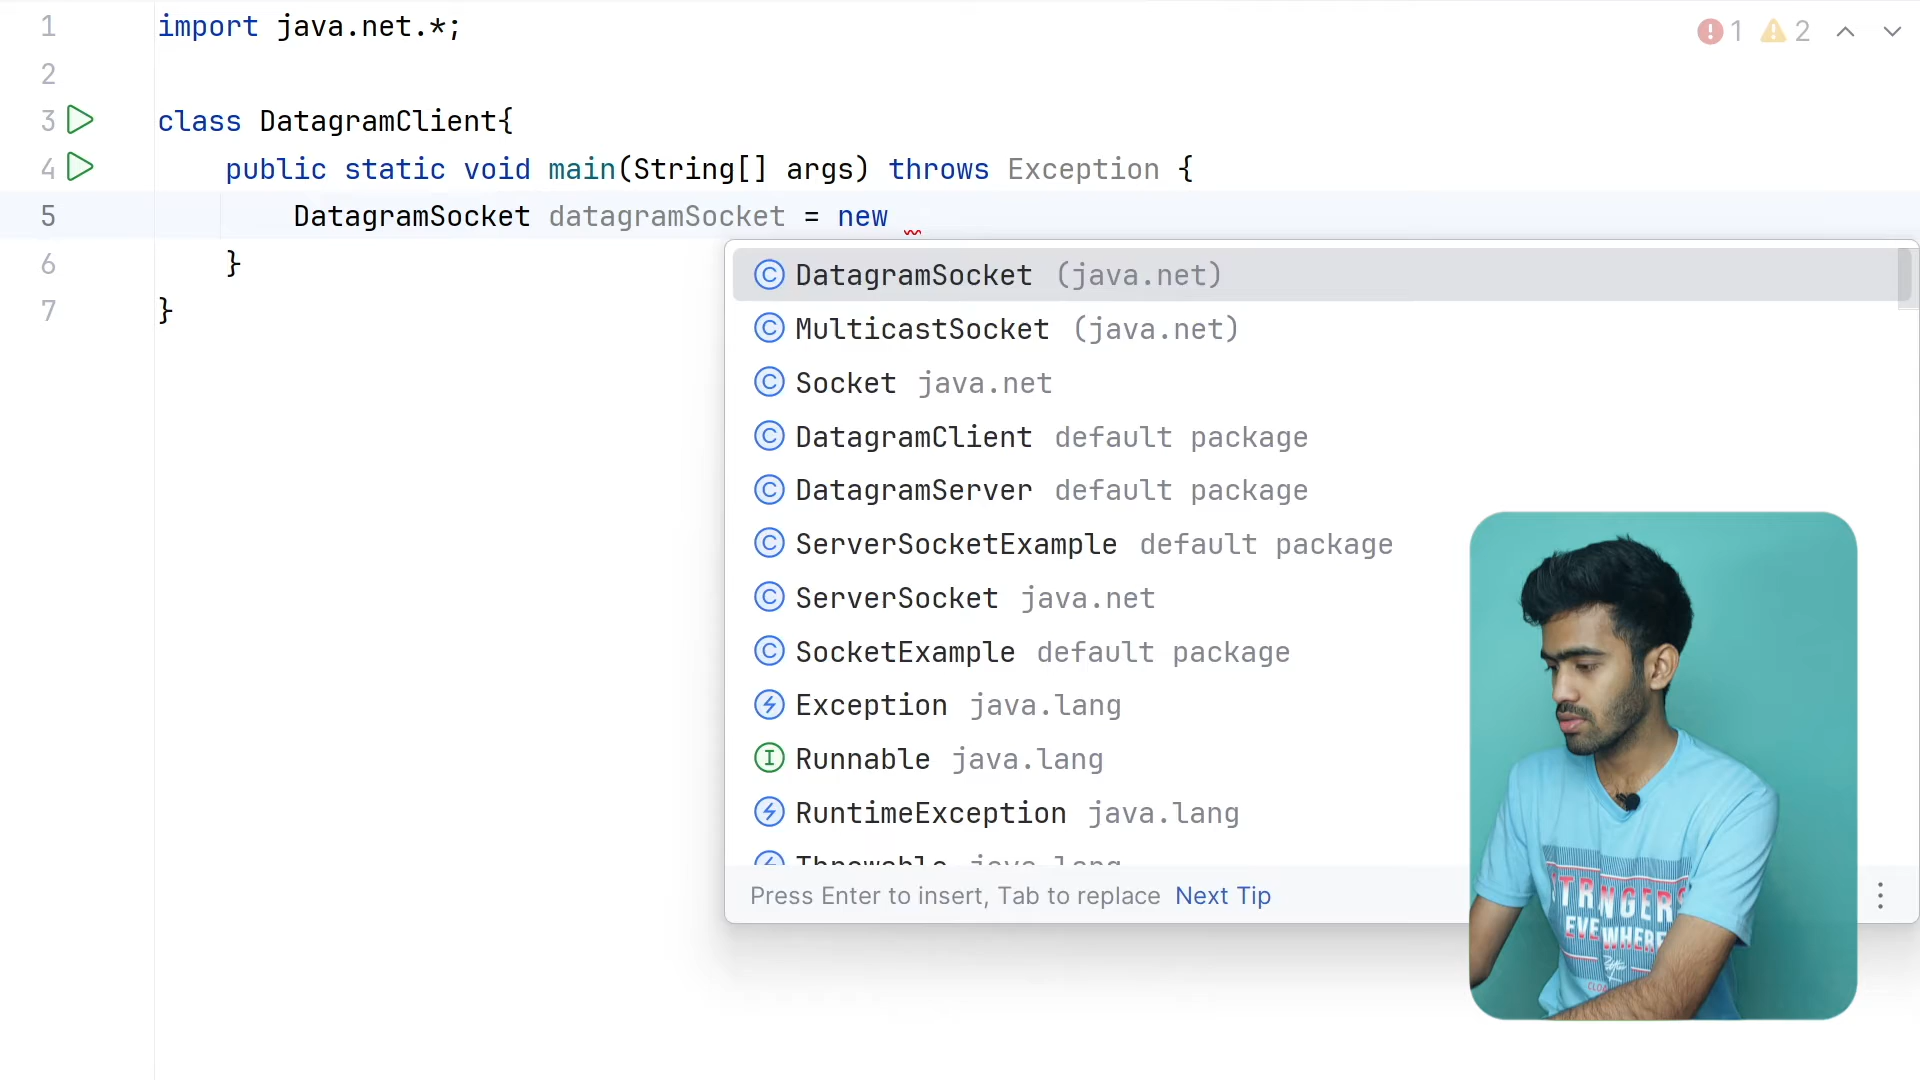 1 import java.net.*;
1 2
2
3 class DatagramClient{
4 public static void main(String[] args) throws Exception {
5 DatagramSocket datagramSocket = new
6 }
7 }
DatagramSocket (java.net)
MulticastSocket (java.net)
Socket java.net
DatagramClient default package
DatagramServer default package
ServerSocketExample default package
ServerSocket java.net
SocketExample default package
Exception java.lang
Runnable java.lang
RuntimeException java.lang
Throwable java.lang
Press Enter to insert, Tab to replace Next Tip